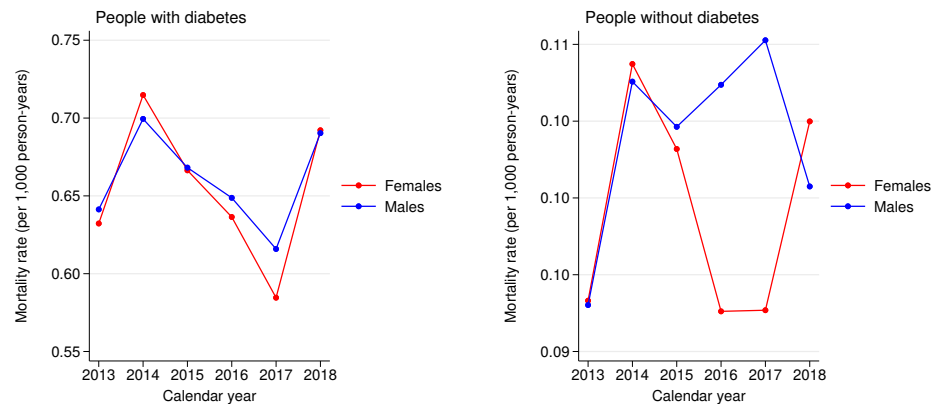 People with diabetes
Mortality rate (per 1,000 person-years)
0.75
0.70
0.65
0.60
0.55
2013 2014 2015 2016 2017 2018
Calendar year
Females
Males
People without diabetes
Mortality rate (per 1,000 person-years)
0.11
0.10
0.10
0.10
0.09
2013 2014 2015 2016 2017 2018
Calendar year
Females
Males